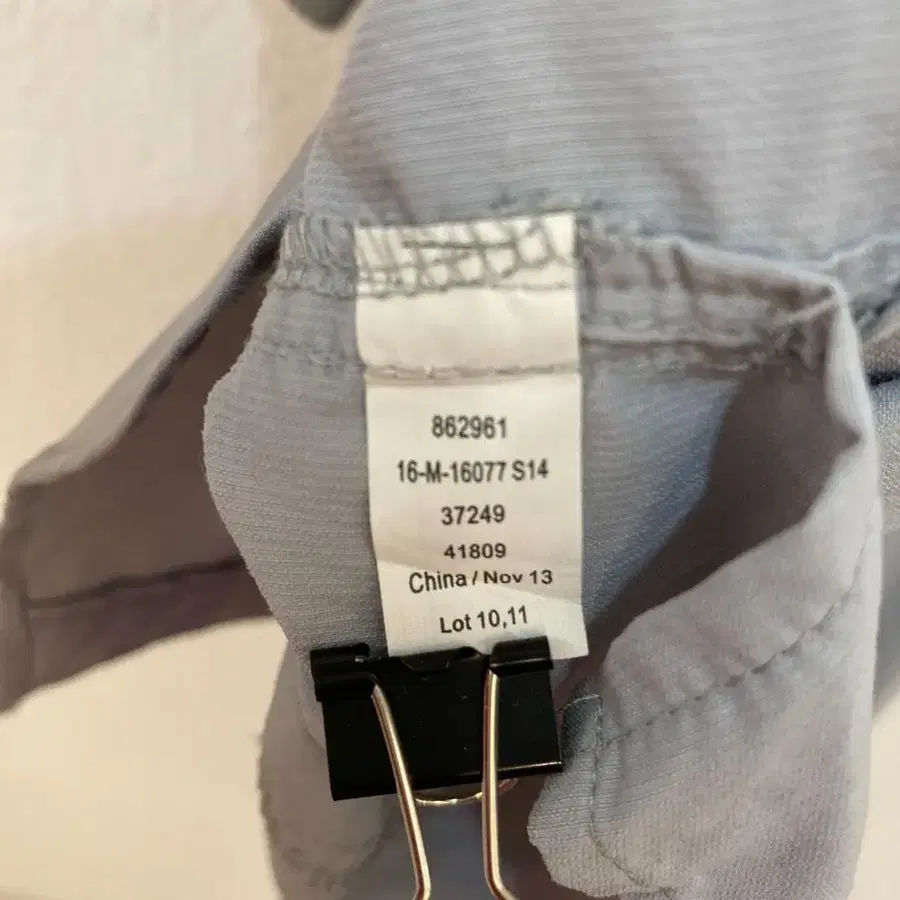 862961
16-M-16077 S14
37249
41809
China / Nov 13
Lot 10,11